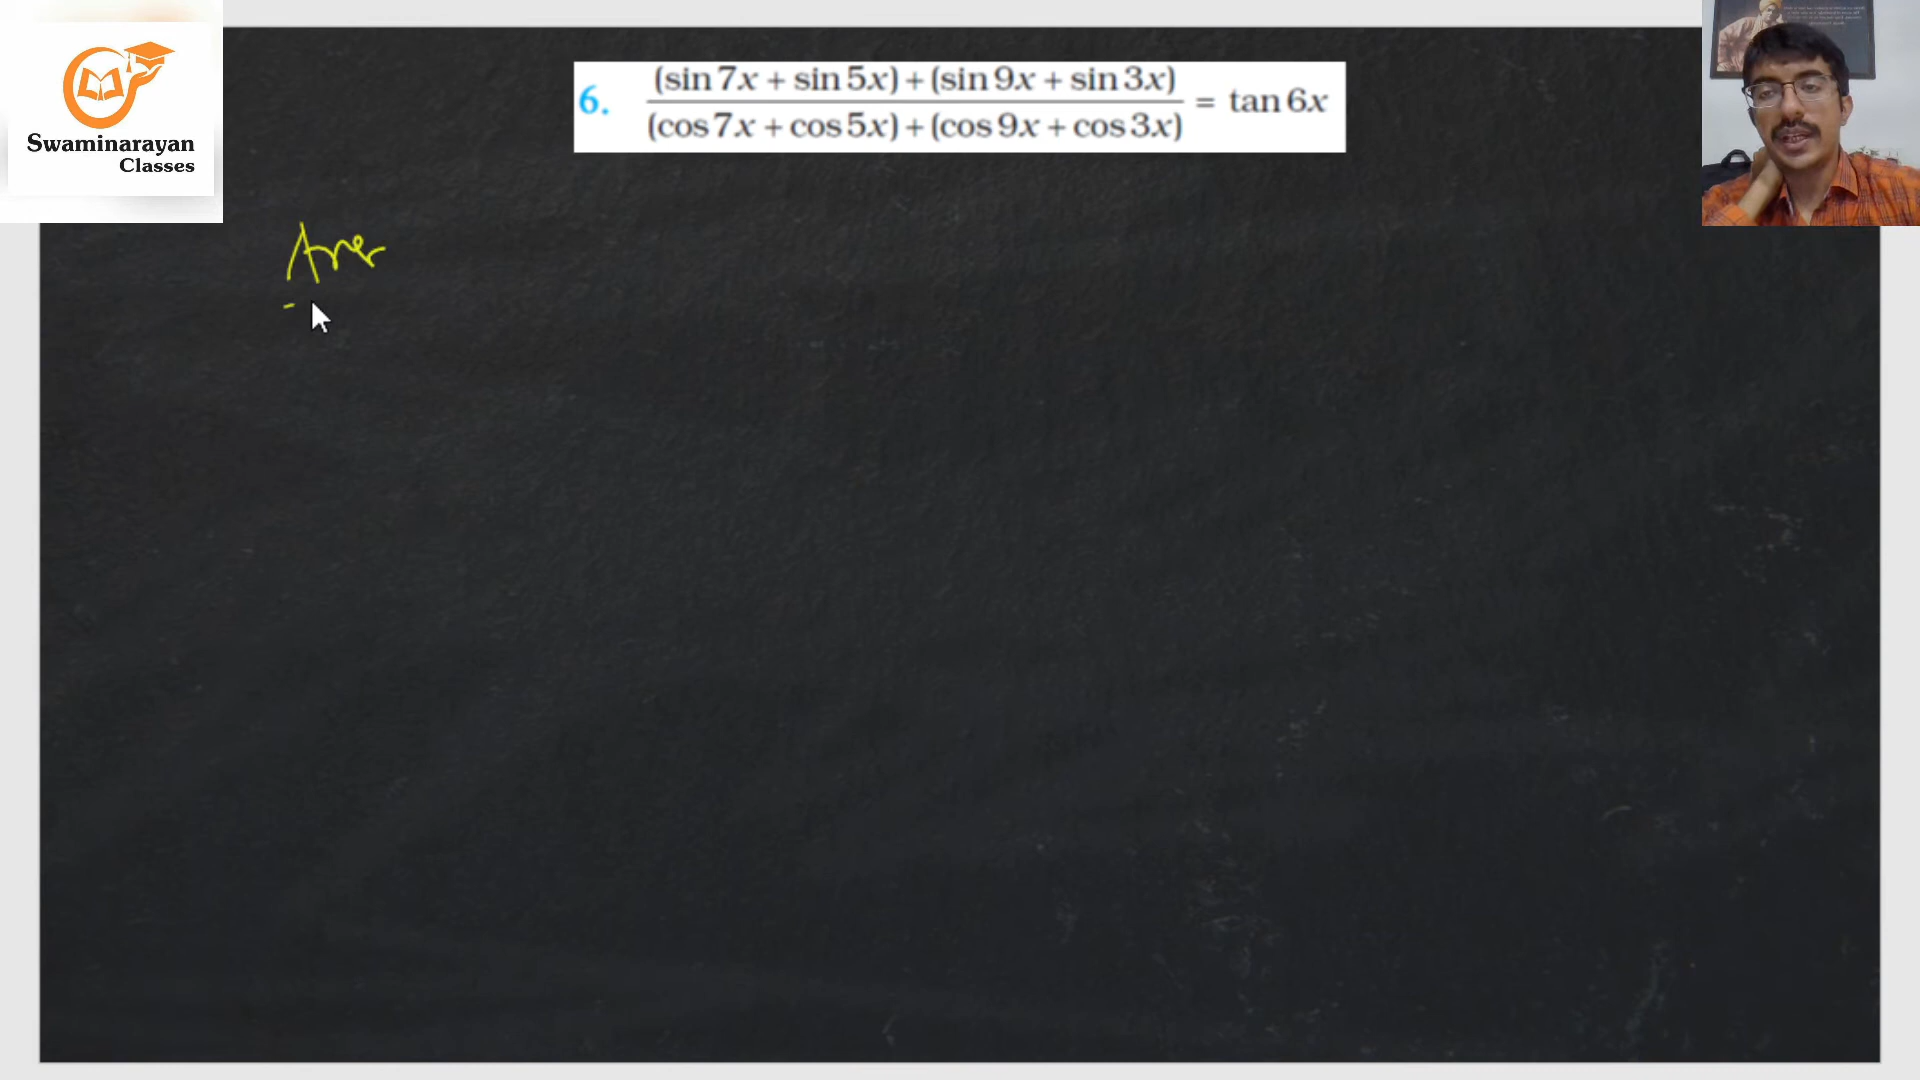 Swaminarayan
Classes
6. (sin 7x + sin 5x) + (sin 9x + sin 3x) / (cos 7x + cos 5x) + (cos 9x + cos 3x) = tan 6x